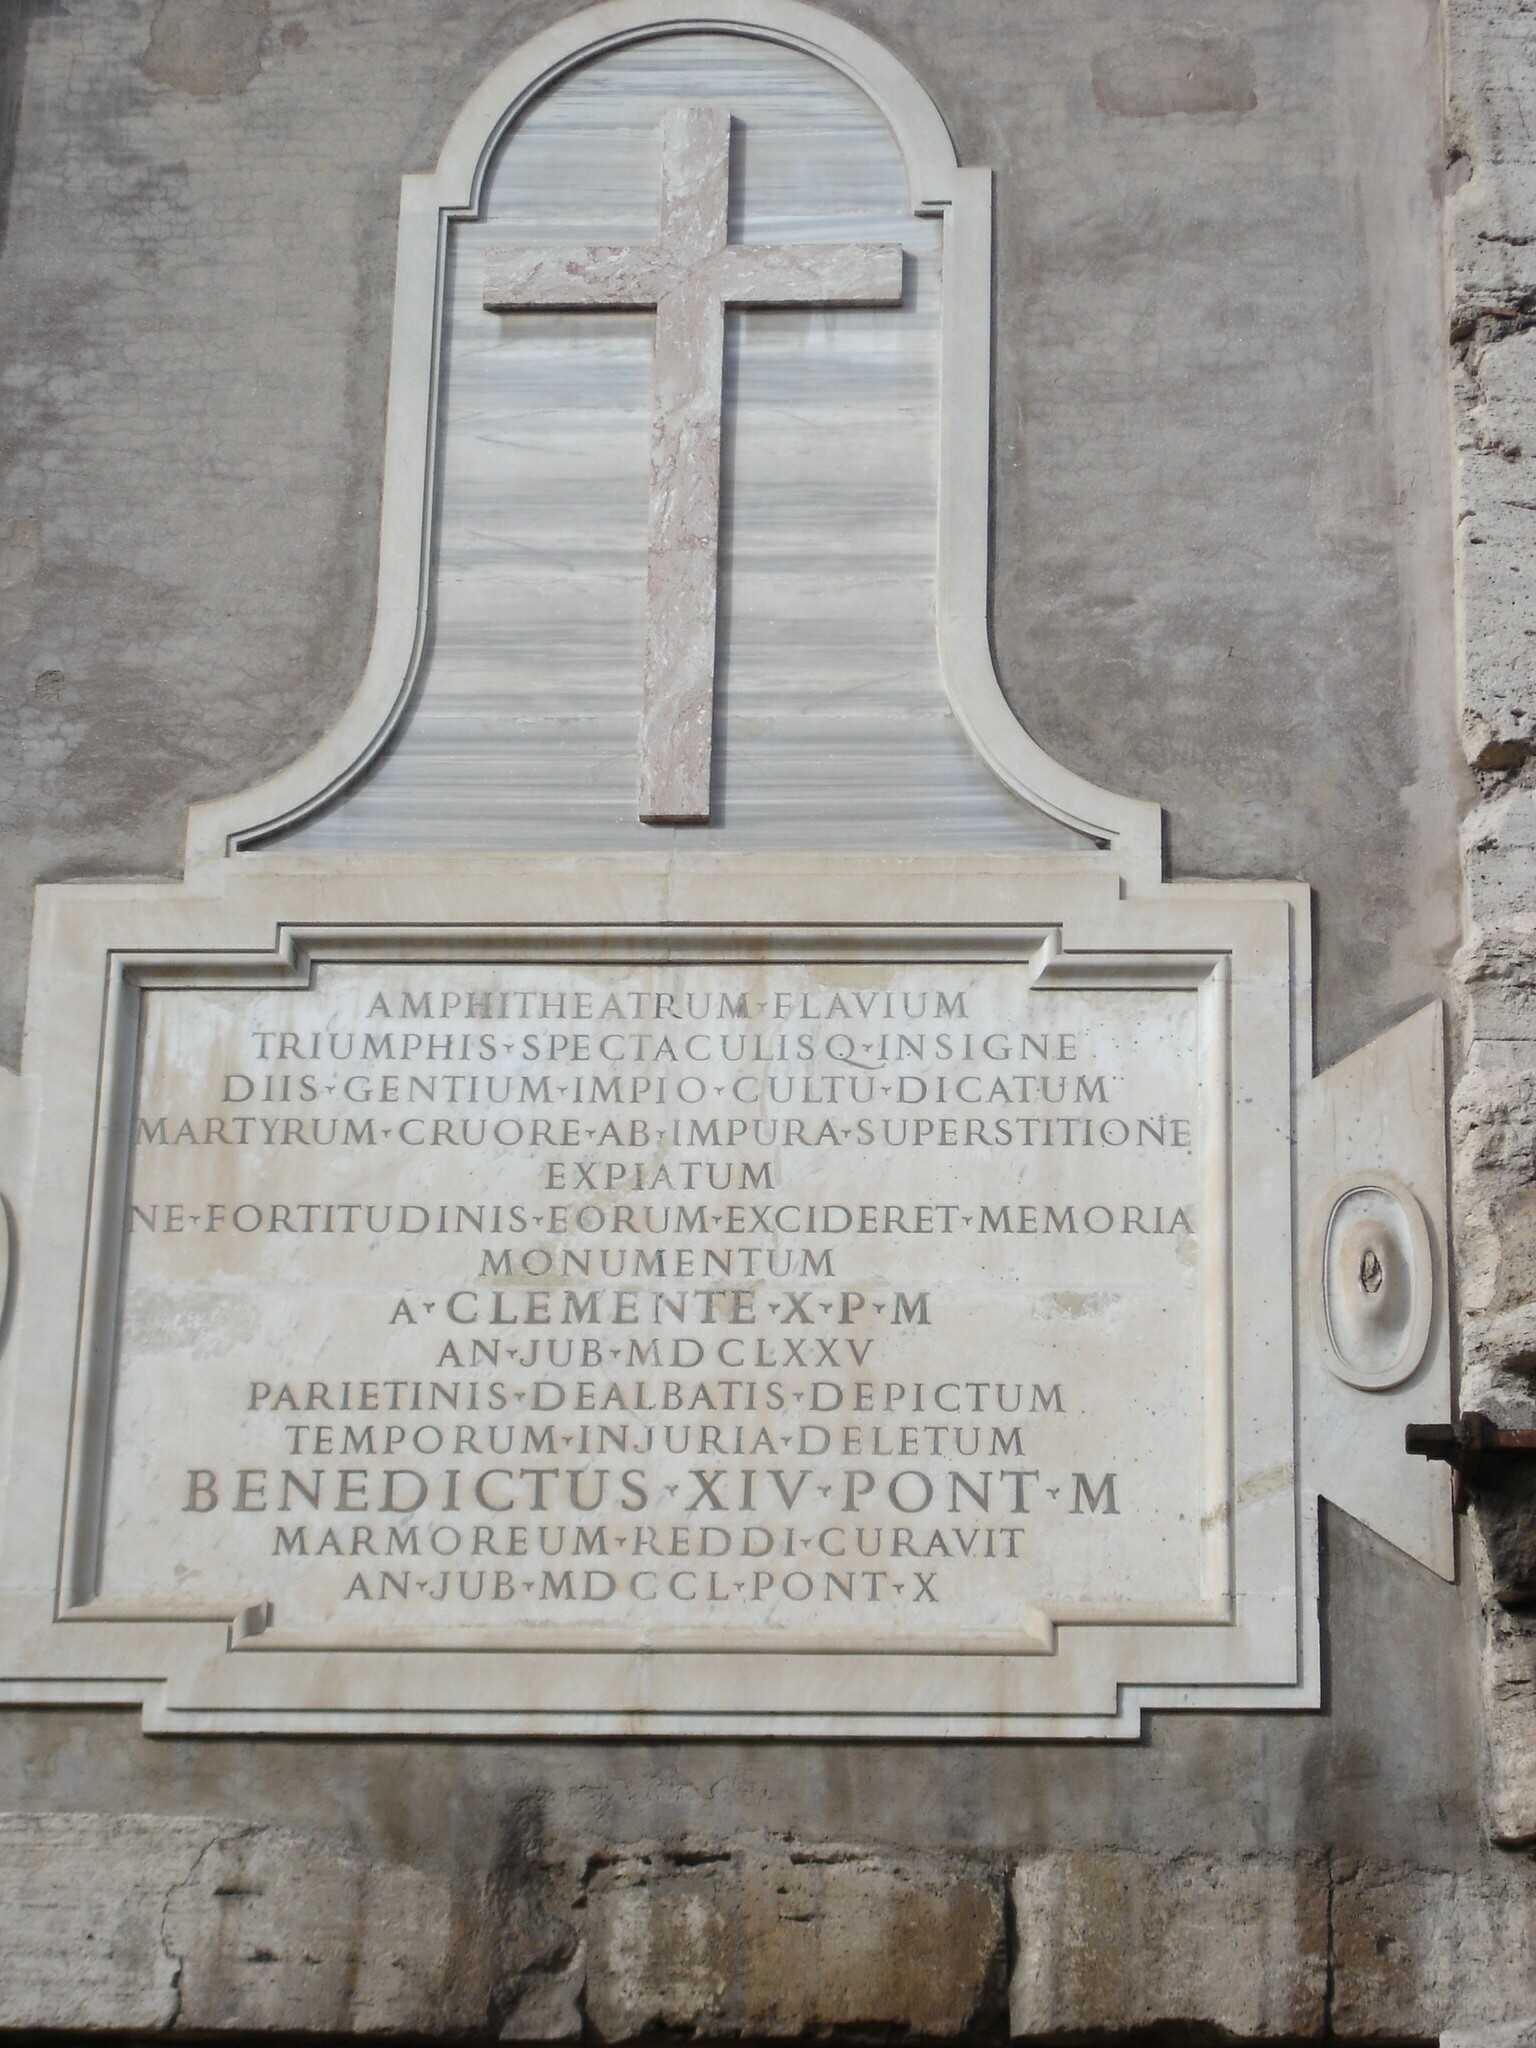 AMPHITHEATRUM FLAVIUM
TRIUMPHIS SPECTACULISQ INSIGNE
DIIS GENTIUM IMPIO CULTU DICATUM
MARTYRUM CRUORE AB IMPURA SUPERSTITIONE
EXPIATUM
NE FORTITUDINIS EORUM EXCIDERET MEMORIA
MONUMENTUM
A CLEMENTE X P M
AN JUB MDCLXXV
PARIETINIS DEALBATIS DEPICTUM
TEMPORUM INJURIA DELETUM
BENEDICTUS XIV PONT M
MARMOREUM REDDI CURAVIT
AN JUB MDCCL PONT X